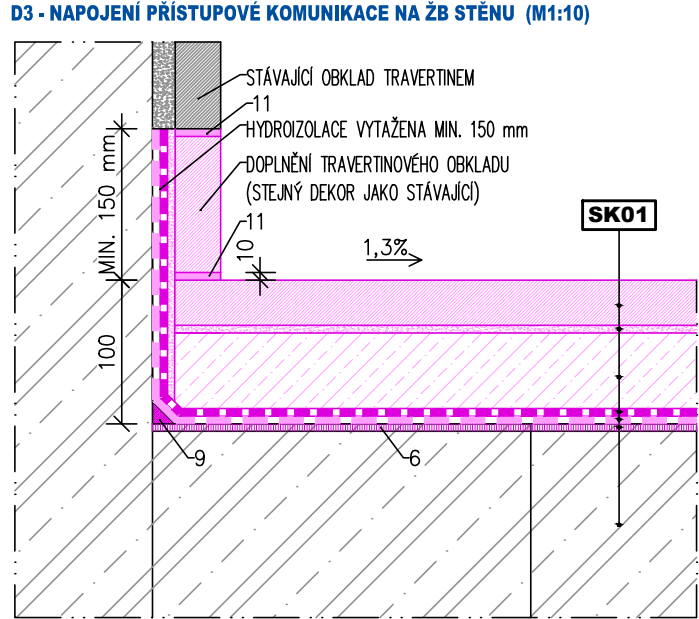 D3 - NAPOJENÍ PŘÍSTUPOVÉ KOMUNIKACE NA ŽB STĚNU (M1:10)
STÁVAJÍCÍ OBKLAD TRAVERTINEM
11
HYDROIZOLACE VYTAŽENA MIN. 150 mm
DOPLNĚNÍ TRAVERTINOVÉHO OBKLADU
(STEJNÝ DEKOR JAKO STÁVAJÍCÍ)
MIN. 150 mm
11
SK01
10
1,3%
100
9
6